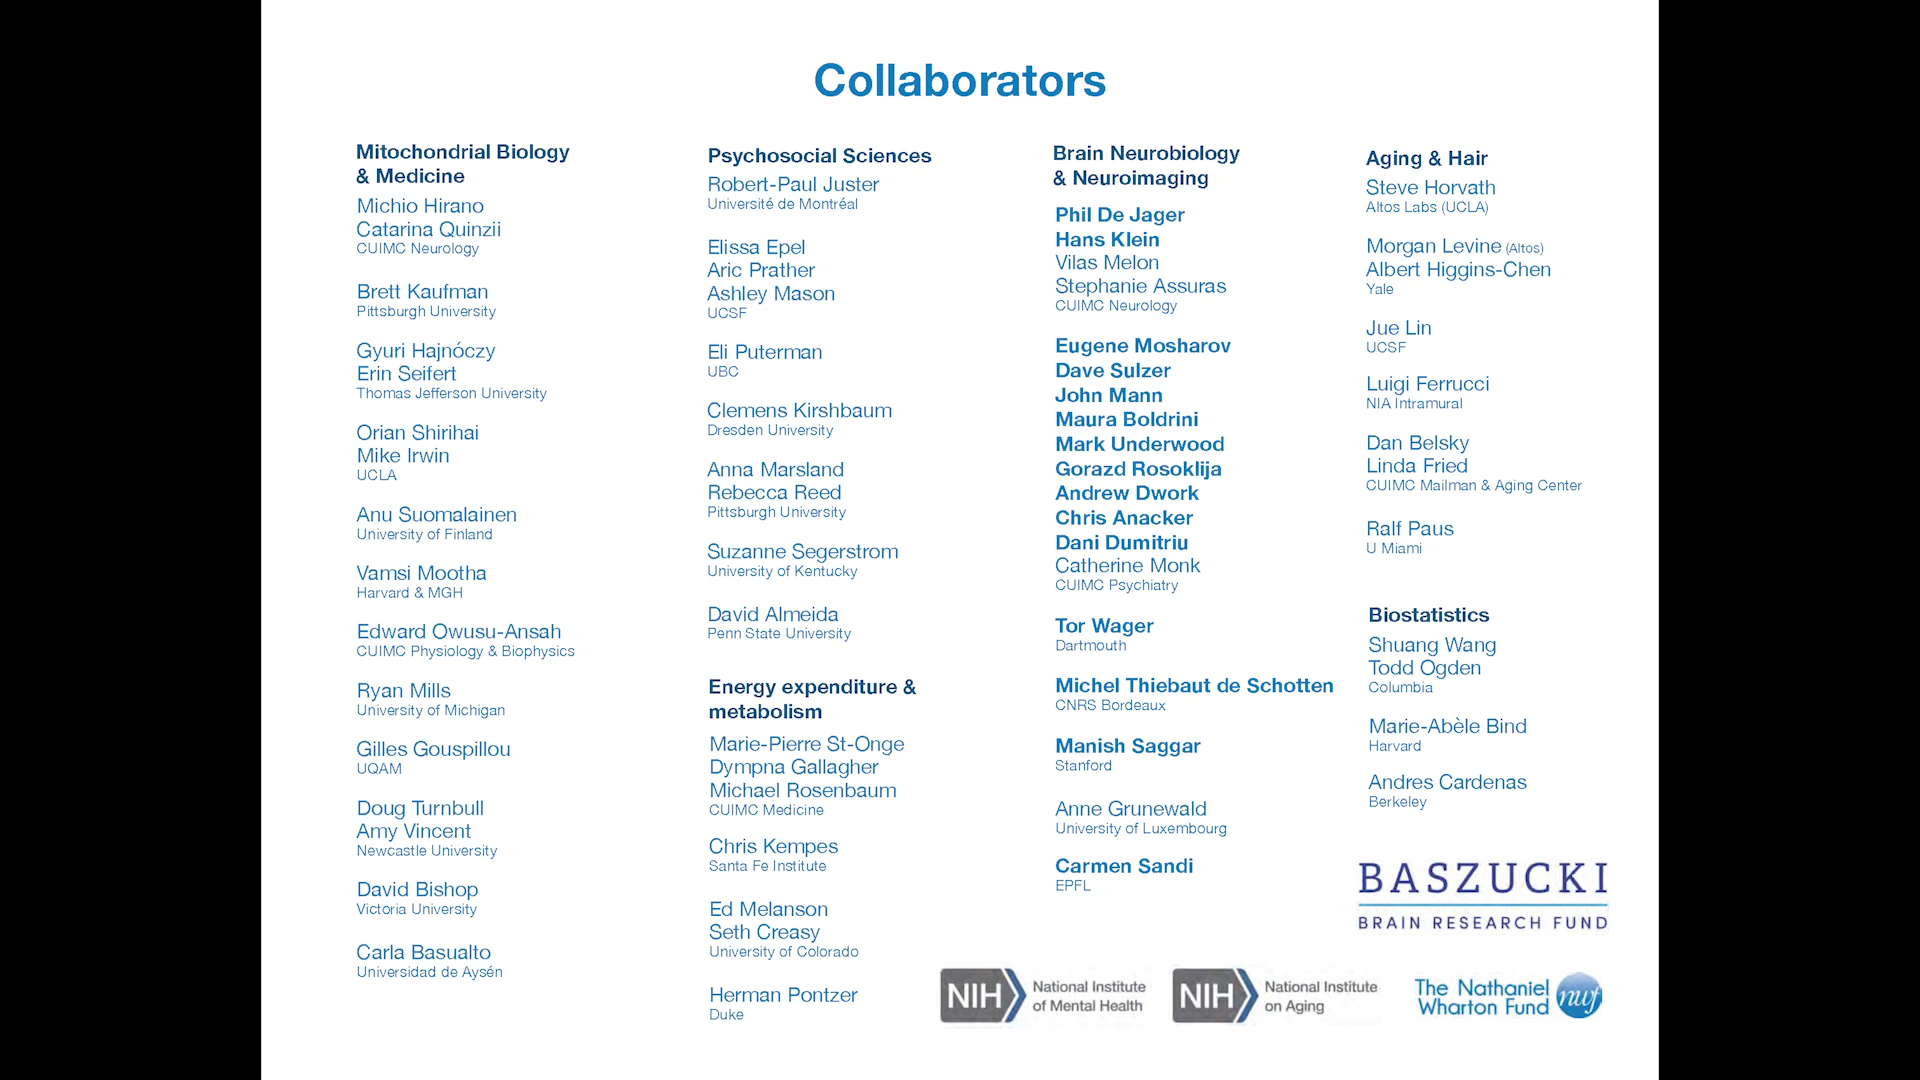 Collaborators
Mitochondrial Biology
& Medicine
Michio Hirano
Catarina Quinzii
CUIMC Neurology
Brett Kaufman
Pittsburgh University
Gyuri Hajnóczy
Erin Seifert
Thomas Jefferson University
Orian Shirihai
Mike Irwin
UCLA
Anu Suomalainen
University of Finland
Vamsi Mootha
Harvard & MGH
Edward Owusu-Ansah
CUIMC Physiology & Biophysics
Ryan Mills
University of Michigan
Gilles Gouspillou
UQAM
Doug Turnbull
Amy Vincent
Newcastle University
David Bishop
Victoria University
Carla Basualto
Universidad de Aysén
Psychosocial Sciences
Robert-Paul Juster
Université de Montréal
Elissa Epel
Aric Prather
Ashley Mason
UCSF
Eli Puterman
UBC
Clemens Kirshbaum
Dresden University
Anna Marsland
Rebecca Reed
Pittsburgh University
Suzanne Segerstrom
University of Kentucky
David Almeida
Penn State University
Energy expenditure &
metabolism
Marie-Pierre St-Onge
Dympna Gallagher
Michael Rosenbaum
CUIMC Medicine
Chris Kempes
Santa Fe Institute
Ed Melanson
Seth Creasy
University of Colorado
Herman Pontzer
Duke
Brain Neurobiology
& Neuroimaging
Phil De Jager
Hans Klein
Vilas Melon
Stephanie Assuras
CUIMC Neurology
Eugene Mosharov
Dave Sulzer
John Mann
Maura Boldrini
Mark Underwood
Gorazd Rosoklija
Andrew Dwork
Chris Anacker
Dani Dumitriu
Catherine Monk
CUIMC Psychiatry
Tor Wager
Dartmouth
Michel Thiebaut de Schotten
CNRS Bordeaux
Manish Saggar
Stanford
Anne Grunewald
University of Luxembourg
Carmen Sandi
EPFL
Aging & Hair
Steve Horvath
Altos Labs (UCLA)
Morgan Levine (Altos)
Albert Higgins-Chen
Yale
Jue Lin
UCSF
Luigi Ferrucci
NIA Intramural
Dan Belsky
Linda Fried
CUIMC Mailman & Aging Center
Ralf Paus
U Miami
Biostatistics
Shuang Wang
Todd Ogden
Columbia
Marie-Abèle Bind
Harvard
Andres Cardenas
Berkeley
BASZUCKI
BRAIN RESEARCH FUND
NIH National Institute
of Mental Health
NIH National Institute
on Aging
The Nathaniel
Wharton Fund nwf